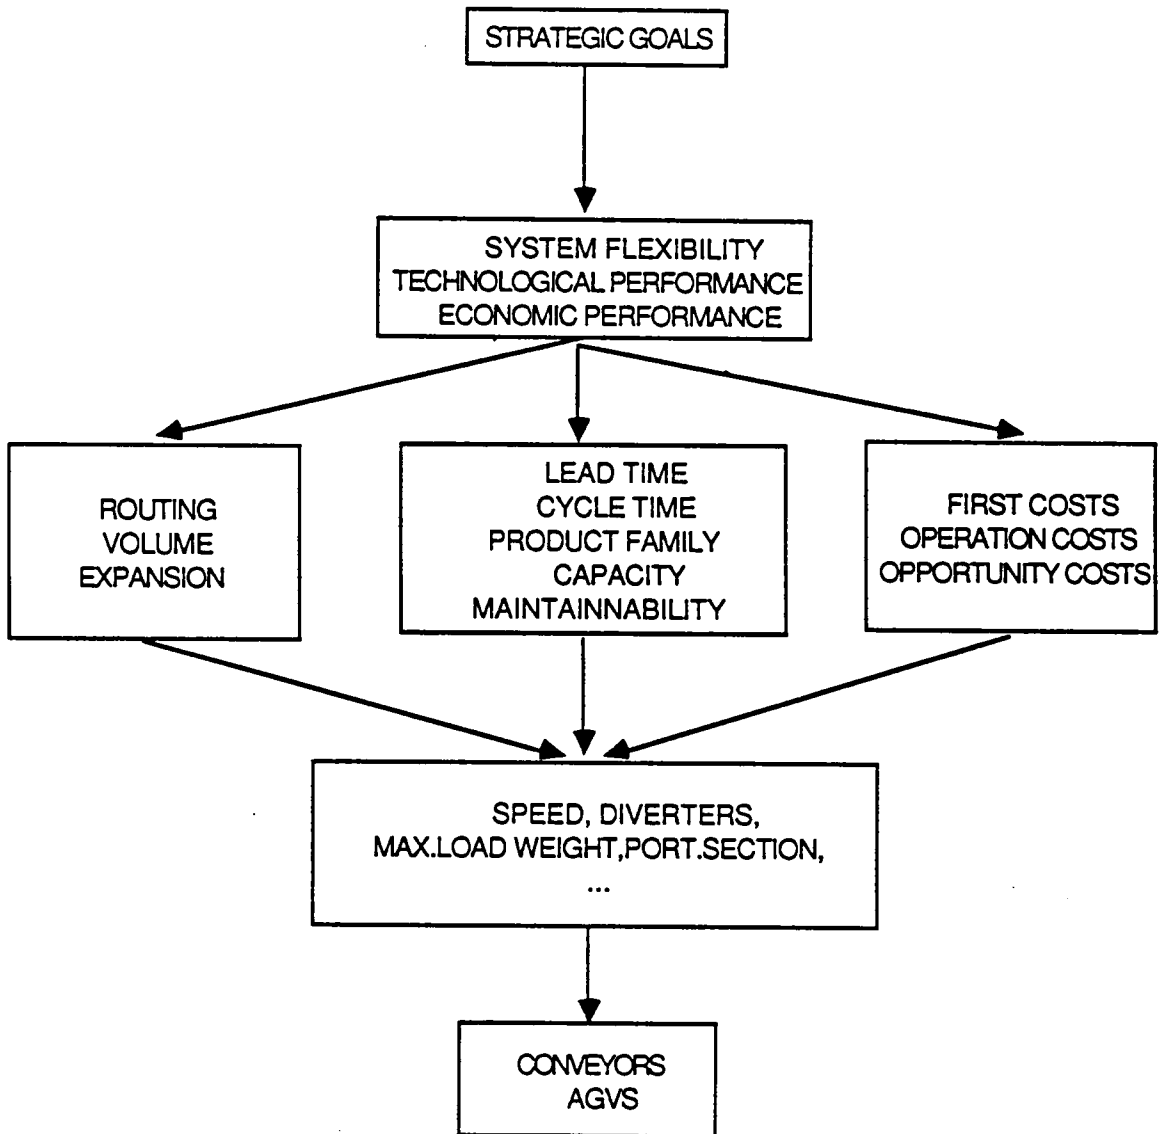 STRATEGIC GOALS
SYSTEM FLEXIBILITY
TECHNOLOGICAL PERFORMANCE
ECONOMIC PERFORMANCE
ROUTING
VOLUME
EXPANSION
LEAD TIME
CYCLE TIME
PRODUCT FAMILY
CAPACITY
MAINTAINNABILITY
FIRST COSTS
OPERATION COSTS
OPPORTUNITY COSTS
SPEED, DIVERTERS,
MAX.LOAD WEIGHT,PORT.SECTION,
...
CONVEYORS
AGVS